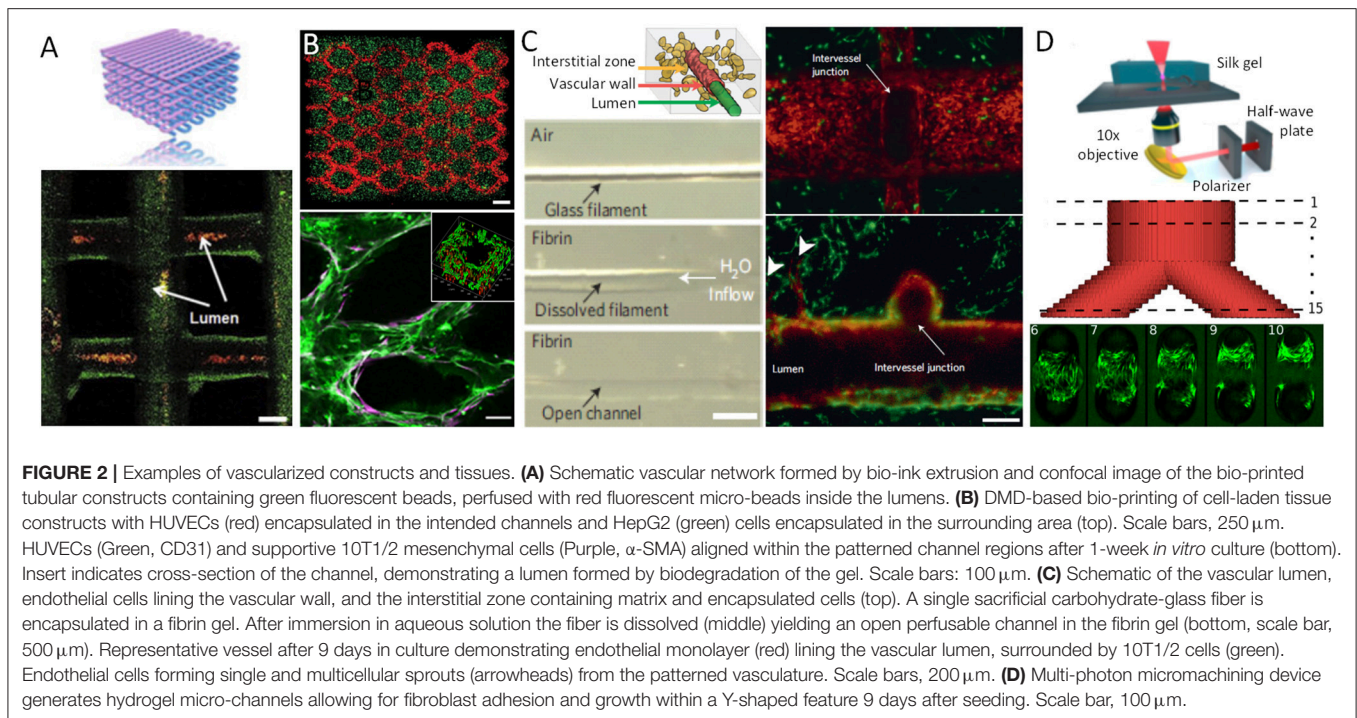 A
Lumen
B
C
Interstitial zone
Vascular wall
Lumen
Air
Glass filament
Fibrin
H2O
Inflow
Dissolved filament
Fibrin
Open channel
Intervessel
junction
Lumen
Intervessel junction
D
Silk gel
Half-wave
plate
10x
objective
Polarizer
1
2
15
6 7 8 9 10
FIGURE 2 | Examples of vascularized constructs and tissues. (A) Schematic vascular network formed by bio-ink extrusion and confocal image of the bio-printed
tubular constructs containing green fluorescent beads, perfused with red fluorescent micro-beads inside the lumens. (B) DMD-based bio-printing of cell-laden tissue
constructs with HUVECs (red) encapsulated in the intended channels and HepG2 (green) cells encapsulated in the surrounding area (top). Scale bars, 250 μm.
HUVECs (Green, CD31) and supportive 10T1/2 mesenchymal cells (Purple, α-SMA) aligned within the patterned channel regions after 1-week in vitro culture (bottom).
Insert indicates cross-section of the channel, demonstrating a lumen formed by biodegradation of the gel. Scale bars: 100 μm. (C) Schematic of the vascular lumen,
endothelial cells lining the vascular wall, and the interstitial zone containing matrix and encapsulated cells (top). A single sacrificial carbohydrate-glass fiber is
encapsulated in a fibrin gel. After immersion in aqueous solution the fiber is dissolved (middle) yielding an open perfusable channel in the fibrin gel (bottom, scale bar,
500 μm). Representative vessel after 9 days in culture demonstrating endothelial monolayer (red) lining the vascular lumen, surrounded by 10T1/2 cells (green).
Endothelial cells forming single and multicellular sprouts (arrowheads) from the patterned vasculature. Scale bars, 200 μm. (D) Multi-photon micromachining device
generates hydrogel micro-channels allowing for fibroblast adhesion and growth within a Y-shaped feature 9 days after seeding. Scale bar, 100 μm.